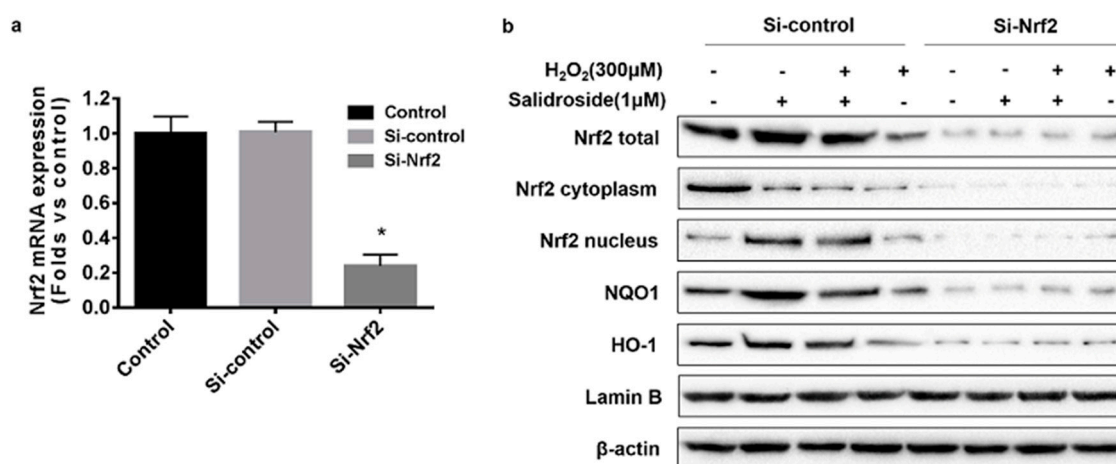 a
Nrf2 mRNA expression
(Folds vs control)
1.2
1.0
0.8
0.6
0.4
0.2
0.0
Control
Si-control
Si-Nrf2
*
Control
Si-control
Si-Nrf2
b
Si-control Si-Nrf2
H₂O₂(300μM) - - + + - - + +
Salidroside(1μM) - + + - - + + -
Nrf2 total
Nrf2 cytoplasm
Nrf2 nucleus
NQO1
HO-1
Lamin B
β-actin